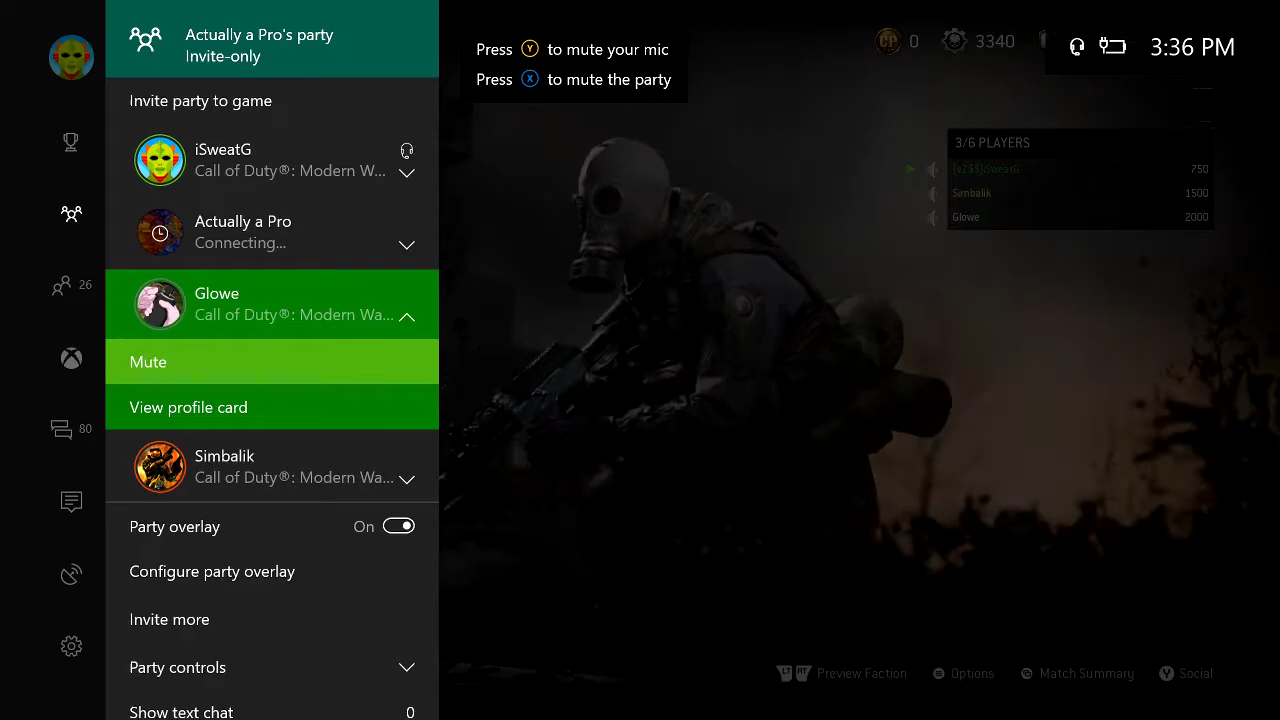 Actually a Pro's party
Invite-only
Invite party to game
iSweatG
Call of Duty®: Modern W...
Actually a Pro
Connecting...
Glowe
Call of Duty®: Modern Wa...
Mute
View profile card
Simbalik
Call of Duty®: Modern Wa...
Party overlay On
Configure party overlay
Invite more
Party controls
Show text chat 0
26
80
Press Y to mute your mic
Press X to mute the party
CP 0 3340
3:36 PM
3/6 PLAYERS
iSweatG 750
Simbalik 1500
Glowe 2000
LT RT Preview Faction Options Match Summary Y Social